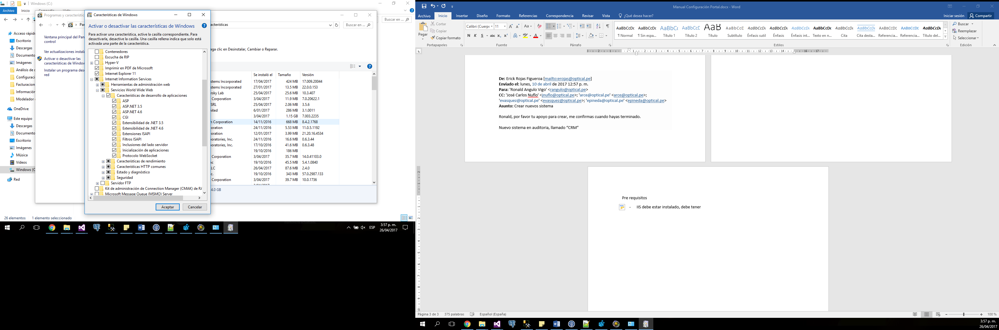 Windows (C:)
Archivo
Inicio
Compartir
Vista
Buscar en ...
Acceso rápido
Escritorio
Descargas
Documento
Imágenes
Análisis de
Configuraci
Facturacion
Información
Modelador
OneDrive
Este equipo
Descargas
Documento
Escritorio
Imágenes
Música
Vídeos
Windows (C
Red
26 elementos
1 elemento seleccionado
Programas y característic
Par
acterísticas
Buscar en ...
Ventana principal del Pan
control
Ver actualizaciones instala
Activar o desactivar las
características de Window
Instalar un programa desd
red
aga clic en Desinstalar, Cambiar o Reparar.
Se instaló el Tamaño Versión
stems Incorporated 17/04/2017 424 MB 17.009.20044
stems Incorporated 27/01/2017 13.5 MB 22.0.0.153
rsky Lab 25/04/2017 25.6 MB 10.3.407
Corporation 3/04/2017 11.9 MB 7.0.20622.1
SRL 25/04/2017 2.06 MB 3.5.6
nited 6/01/2017 286 MB 3.1.0011
3/04/2017 1.15 GB 7.003.2235
n Corporation 14/11/2016 668 MB 8.4.2.1768
oration 24/11/2016 5.53 MB 11.0.5.1192
oration 12/01/2017 3.99 MB 21.20.16.4534
oratories, Inc. 24/11/2016 16.6 MB 0.6.3.44
oratories, Inc. 17/10/2016 41.6 MB 0.6.3.48
19/10/2016 186 MB
Corporation 3/04/2017 35.7 MB 14.0.41103.0
nc 19/10/2016 45.5 MB 5.4.1.0840
LLC 26/04/2017 87.6 MB 2.4.0
c. 19/10/2016 343 MB 57.0.2987.133
Corporation 3/04/2017 39.7 MB 10.0.1736
4.0 GB
Características de Windows
Activar o desactivar las características de Windows
Para activar una característica, active la casilla correspondiente. Para
desactivarla, desactive la casilla. Una casilla rellena indica que solo está
activada una parte de la característica.
Contenedores
Escucha de RIP
Hyper-V
Imprimir en PDF de Microsoft
Internet Explorer 11
Internet Information Services
Herramientas de administración web
Servicios World Wide Web
Características de desarrollo de aplicaciones
ASP
ASP.NET 3.5
ASP.NET 4.6
CGI
Extensibilidad de .NET 3.5
Extensibilidad de .NET 4.6
Extensiones ISAPI
Filtros ISAPI
Inclusiones del lado servidor
Inicialización de aplicaciones
Protocolo WebSocket
Características de rendimiento
Características HTTP comunes
Estado y diagnóstico
Seguridad
Servidor FTP
Kit de administración de Connection Manager (CMAK) de RA
Microsoft Message Queue (MSMQ) Server
Aceptar
Cancelar
ESP
3:57 p. m.
26/04/2017
Manual Configuración Portal.docx - Word
Archivo Inicio Insertar Diseño Formato Referencias Correspondencia Revisar Vista ¿Qué desea hacer?
Iniciar sesión Compartir
Pegar
Cortar
Copiar
Copiar formato
Portapapeles
Calibri (Cuerpo 11
Fuente
Párrafo
AaBbCcDc AaBbCcDc AaBbC( AaBbCcE AaB AaBbCcD AaBbCcDc AaBbCcDc AaBbCcDc AaBbCcDc AaBbCcDc AaBbCcDc AABBCCDC AABBCCDC AaBbCcDc
¶ Normal ¶ Sin espa... Título 1 Título 2 Título Subtítulo Énfasis sutil Énfasis Énfasis int... Texto en n... Cita Cita desta... Referencia... Referencia... Título del...
Estilos
Buscar
Reemplazar
Seleccionar
Edición
De: Erick Rojas Figueroa [mailto:erojas@optical.pe]
Enviado el: lunes, 10 de abril de 2017 12:57 p. m.
Para: 'Ronald Angulo Vigo' <rangulo@optical.pe>
CC: 'José Carlos Nuflo' <jnuflo@optical.pe>; 'arce@optical.pe' <arce@optical.pe>;
'evasquez@optical.pe' <evasquez@optical.pe>; 'epineda@optical.pe' <epineda@optical.pe>
Asunto: Crear nuevos sistema
Ronald, por favor tu apoyo para crear, me confirmas cuando hayas terminado.
Nuevo sistema en auditoria, llamado “CRM”
Pre requisitos
- IIS debe estar instalado, debe tener
Página 3 de 3 375 palabras Español (España)
100 %
3:57 p. m.
26/04/2017